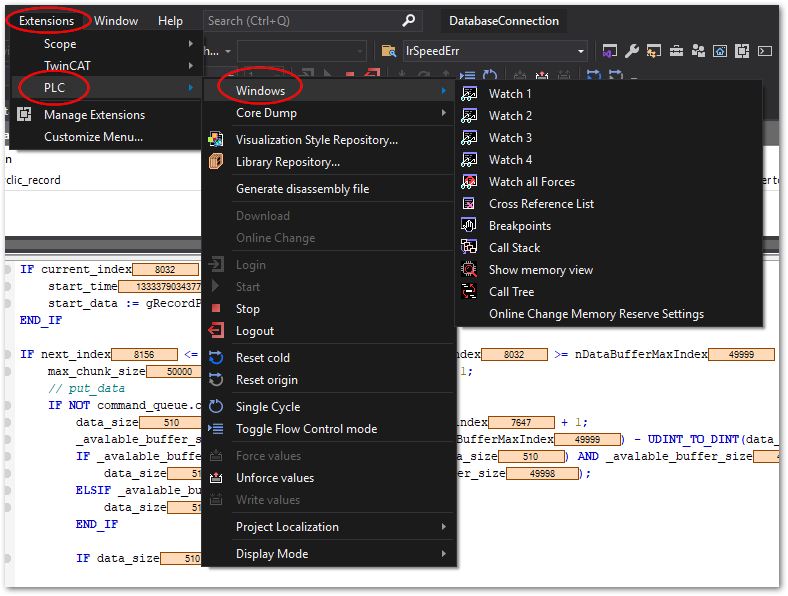 Extensions Window Help Search (Ctrl+Q) DatabaseConnection
Scope
TwinCAT
PLC
Manage Extensions
Customize Menu...
lrSpeedErr
Windows
Core Dump
Visualization Style Repository...
Library Repository...
Generate disassembly file
Download
Online Change
Login
Start
Stop
Logout
Reset cold
Reset origin
Single Cycle
Toggle Flow Control mode
Force values
Unforce values
Write values
Project Localization
Display Mode
Watch 1
Watch 2
Watch 3
Watch 4
Watch all Forces
Cross Reference List
Breakpoints
Call Stack
Show memory view
Call Tree
Online Change Memory Reserve Settings
clic_record
IF current_index 8032
start_time 1333379034377
start_data := gRecordP
END_IF
IF next_index 8156 <= ndex 8032 >= nDataBufferMaxIndex 49999
max_chunk_size 50000 1;
// put_data
IF NOT command_queue.c
data_size 510 ndex 7647 + 1;
_avalable_buffer_s BufferMaxIndex 49999 ) - UDINT_TO_DINT(data_
IF _avalable_buffe a_size 510 ) AND _avalable_buffer_size 4
data_size 51 er_size 49998 );
ELSIF _avalable_bu
data_size 51
END_IF
IF data_size 510